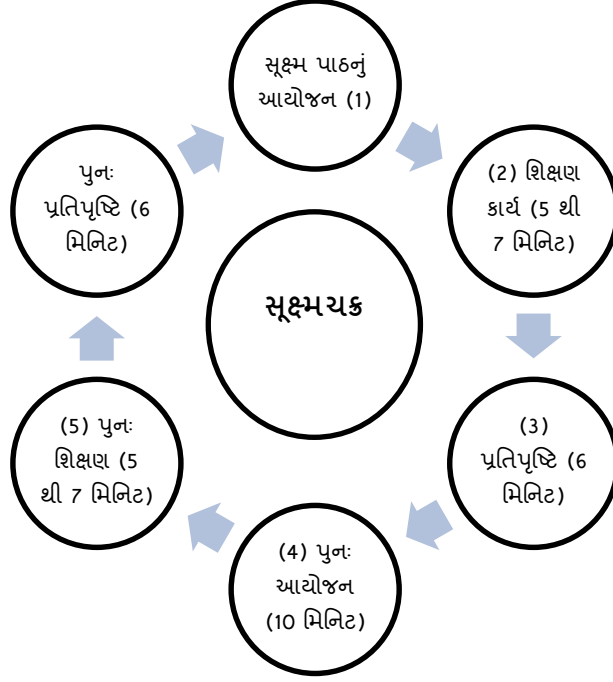 સૂક્ષ્મ પાઠનું
આયોજન (1)
(2) શિક્ષણ
કાર્ય (5 થી
7 મિનિટ)
(3)
પ્રતિપૃષ્ટિ (6
મિનિટ)
(4) પુનઃ
આયોજન
(10 મિનિટ)
(5) પુનઃ
શિક્ષણ (5
થી 7 મિનિટ)
પુનઃ
પ્રતિપૃષ્ટિ (6
મિનિટ)
સૂક્ષ્મચક્ર